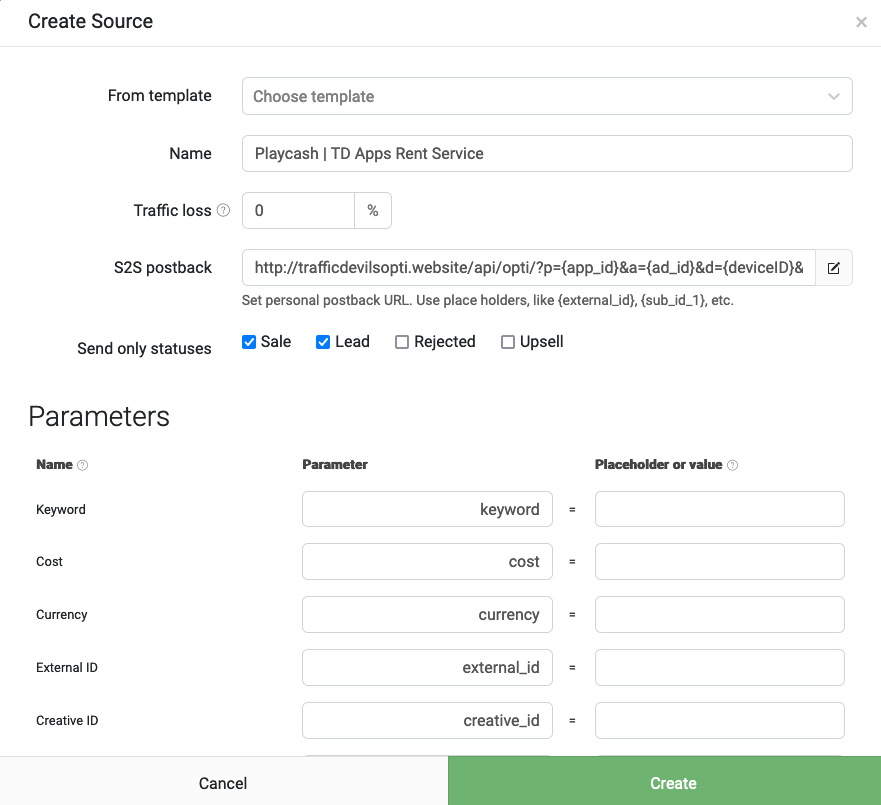 Create Source
×
From template
Choose template
Name
Playcash | TD Apps Rent Service
Traffic loss ?
0 %
S2S postback
http://trafficdevilsopti.website/api/opti/?p={app_id}&a={ad_id}&d={deviceID}&
Set personal postback URL. Use place holders, like {external_id}, {sub_id_1}, etc.
Send only statuses
Sale Lead Rejected Upsell
Parameters
Name ? Parameter Placeholder or value ?
Keyword keyword =
Cost cost =
Currency currency =
External ID external_id =
Creative ID creative_id =
Cancel Create